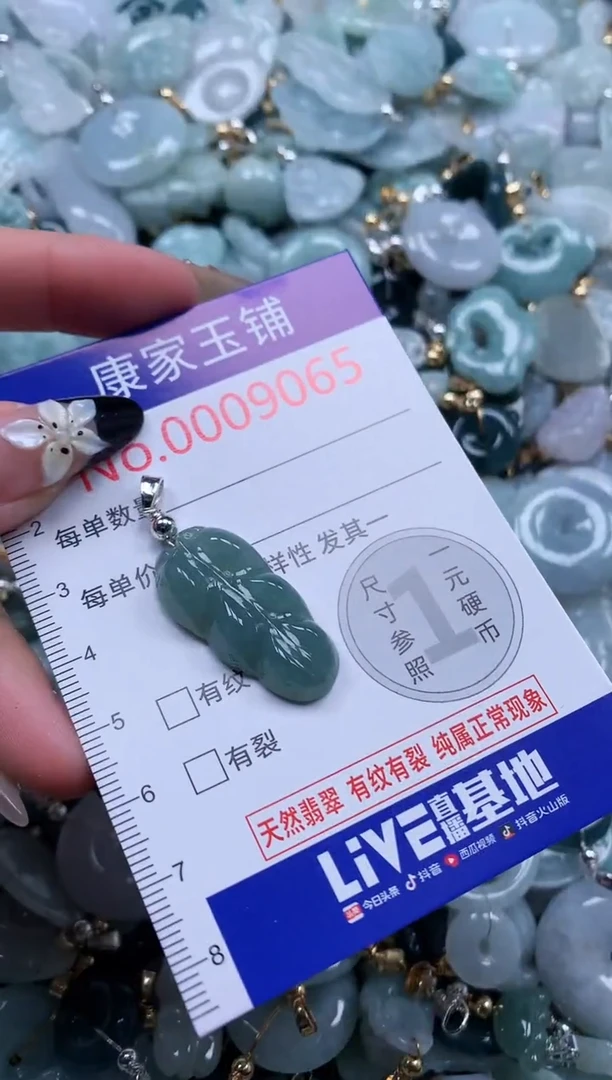 康家玉铺
No.0009065
每单数量
每单价
样性 发其一
1
一元硬币
尺寸参照
有纹
有裂
天然翡翠 有纹有裂 纯属正常现象
LiVE直播基地
今日头条 抖音 西瓜视频 抖音火山版
2
3
4
5
6
7
8